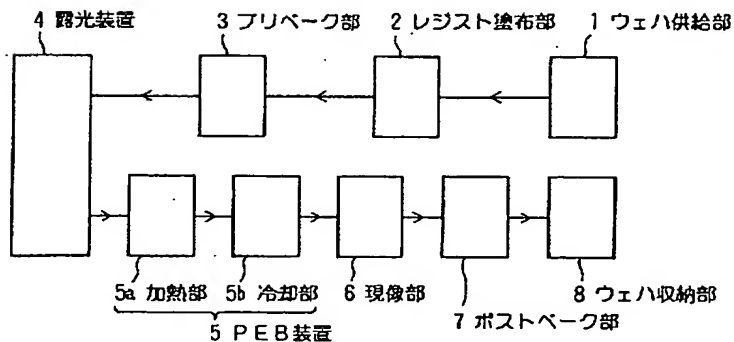 4 露光装置
3 プリベーク部
2 レジスト塗布部
1 ウェハ供給部
5a 加熱部
5b 冷却部
6 現像部
7 ポストベーク部
8 ウェハ収納部
5 PEB装置